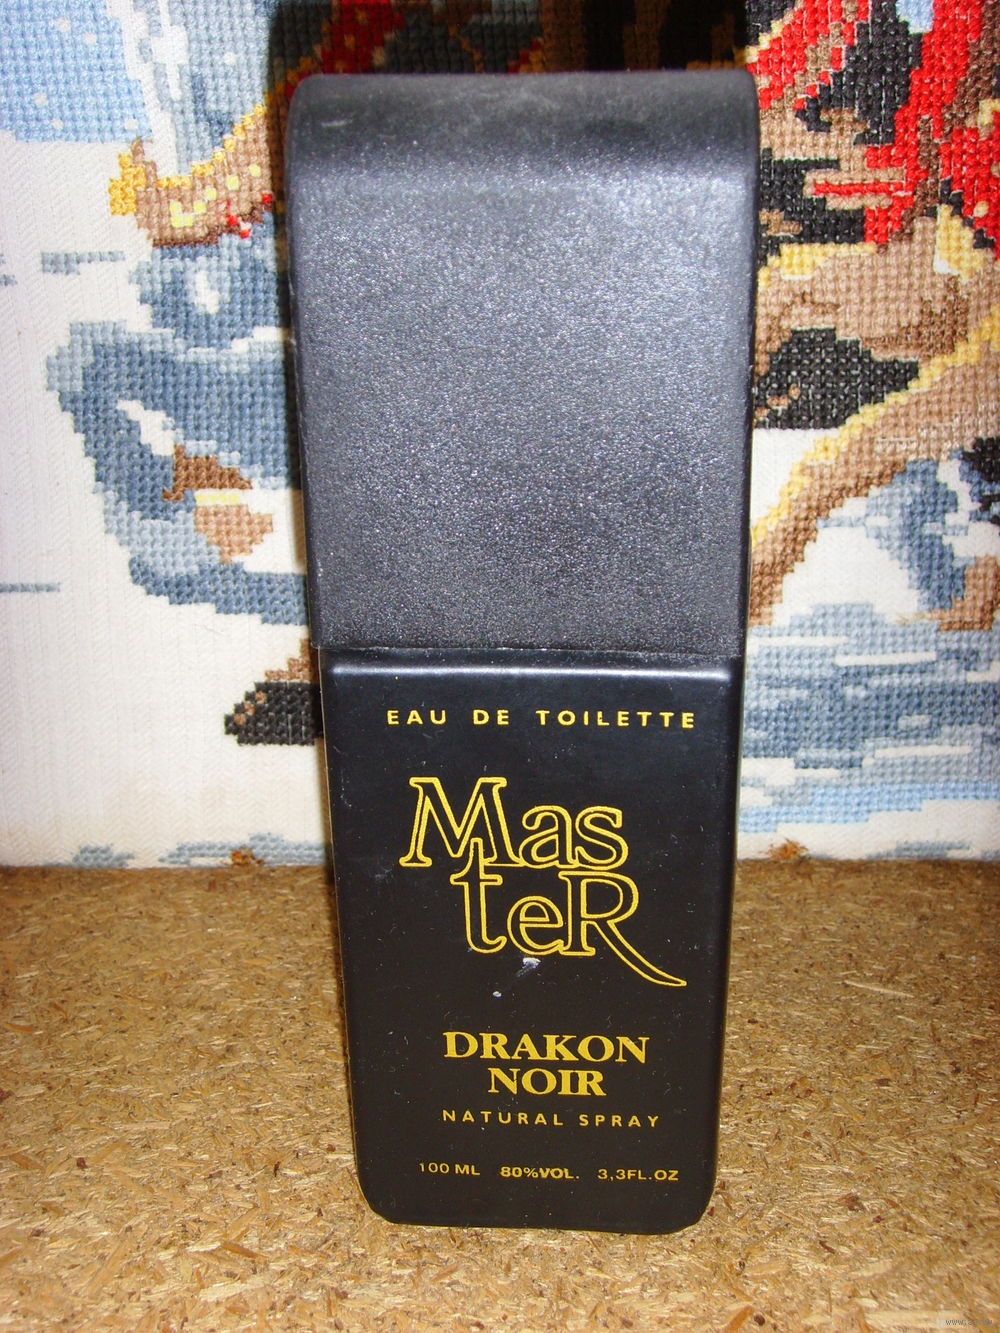 EAU DE TOILETTE
Mas
teR
DRAKON
NOIR
NATURAL SPRAY
100 ML 80%VOL. 3,3FL.OZ